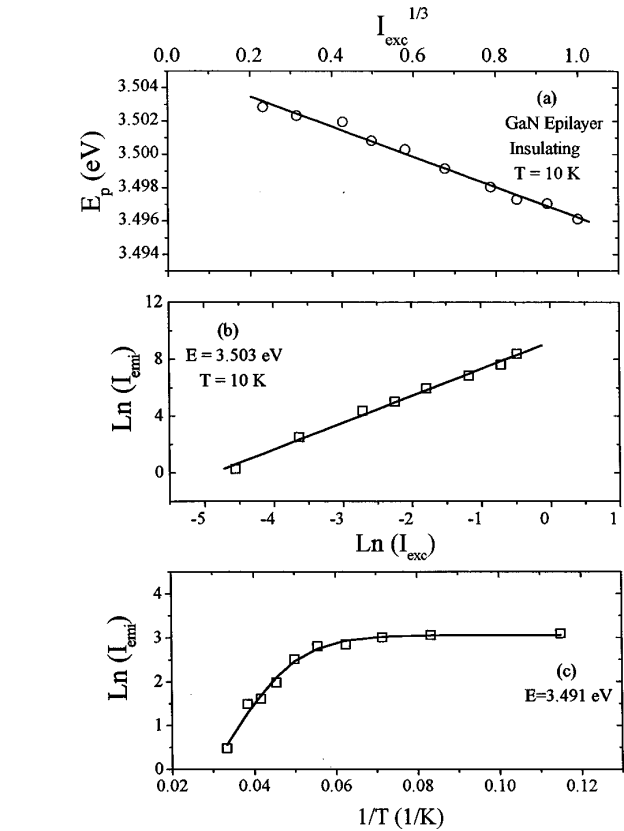 I_exc^1/3
0.0 0.2 0.4 0.6 0.8 1.0
3.504
3.502
3.500
3.498
3.496
3.494
E_p (eV)
(a)
GaN Epilayer
Insulating
T = 10 K
12
8
4
0
Ln (I_emi)
(b)
E = 3.503 eV
T = 10 K
-5 -4 -3 -2 -1 0 1
Ln (I_exc)
4
3
2
1
0
Ln (I_emi)
(c)
E=3.491 eV
0.02 0.04 0.06 0.08 0.10 0.12
1/T (1/K)